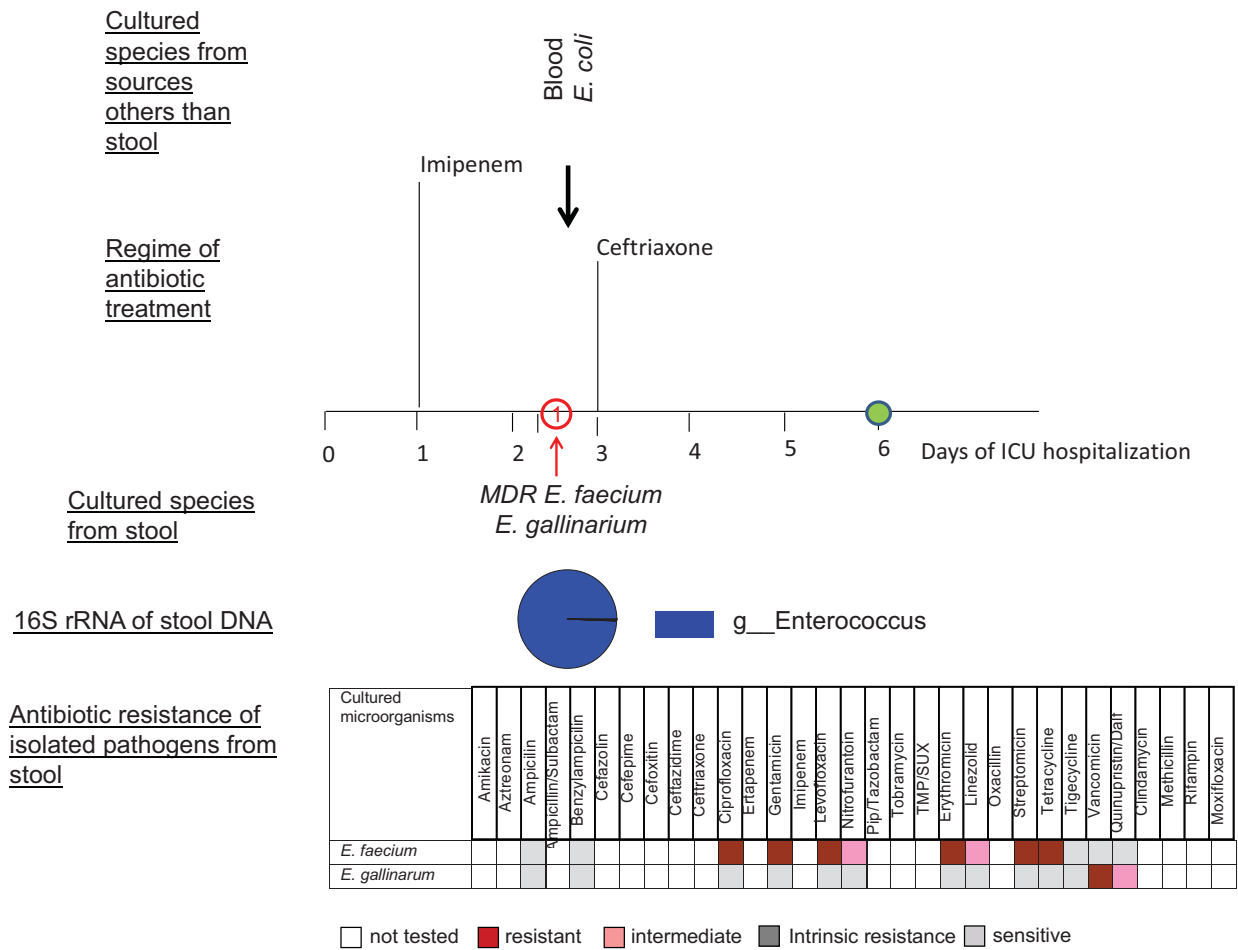 Cultured
species from
sources
others than
stool
Blood
E. coli
Imipenem
Regime of
antibiotic
treatment
Ceftriaxone
1
0 1 2 3 4 5 6 Days of ICU hospitalization
Cultured species
from stool
MDR E. faecium
E. gallinarium
16S rRNA of stool DNA
g__Enterococcus
Antibiotic resistance of
isolated pathogens from
stool
Cultured
microorganisms
Amikacin
Aztreonam
Ampicilin
Ampicillin/Sulbactam
Benzylampicilin
Cefazolin
Cefepime
Cefoxitin
Ceftazidime
Ceftriaxone
Ciprofloxacin
Ertapenem
Gentamicin
Imipenem
Levofloxacin
Nitrofurantoin
Pip/Tazobactam
Tobramycin
TMP/SUX
Erythromicin
Linezolid
Oxacillin
Streptomicin
Tetracycline
Tigecycline
Vancomicin
Quinupristin/Dalf
Clindamycin
Methicillin
Rifampin
Moxifloxacin
E. faecium
E. gallinarum
not tested resistant intermediate Intrinsic resistance sensitive